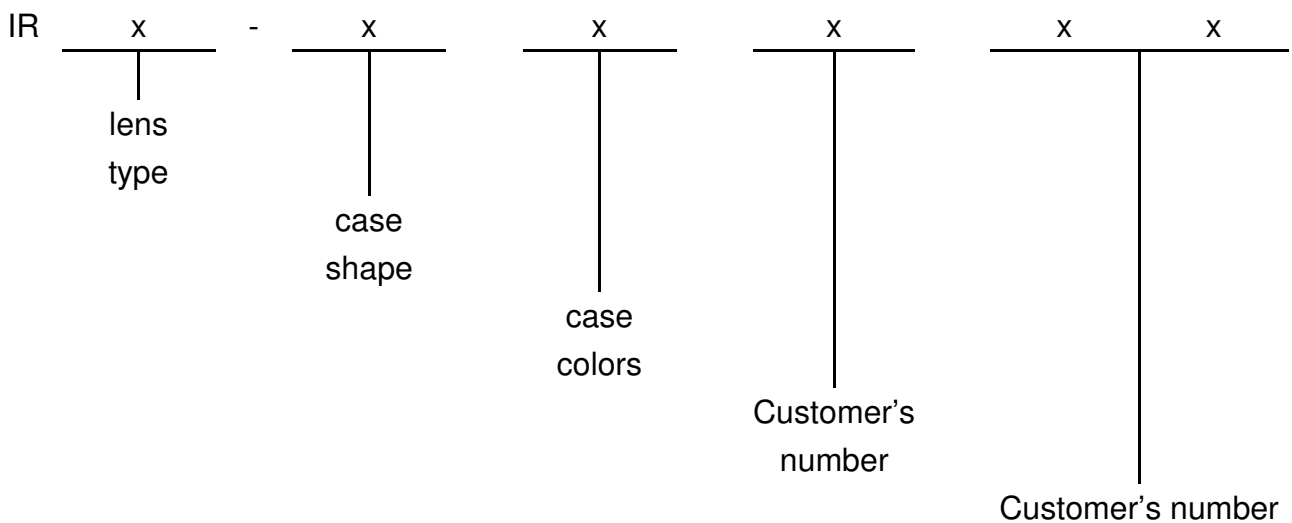 IR x - x x x x x
lens
type
case
shape
case
colors
Customer's
number
Customer's number